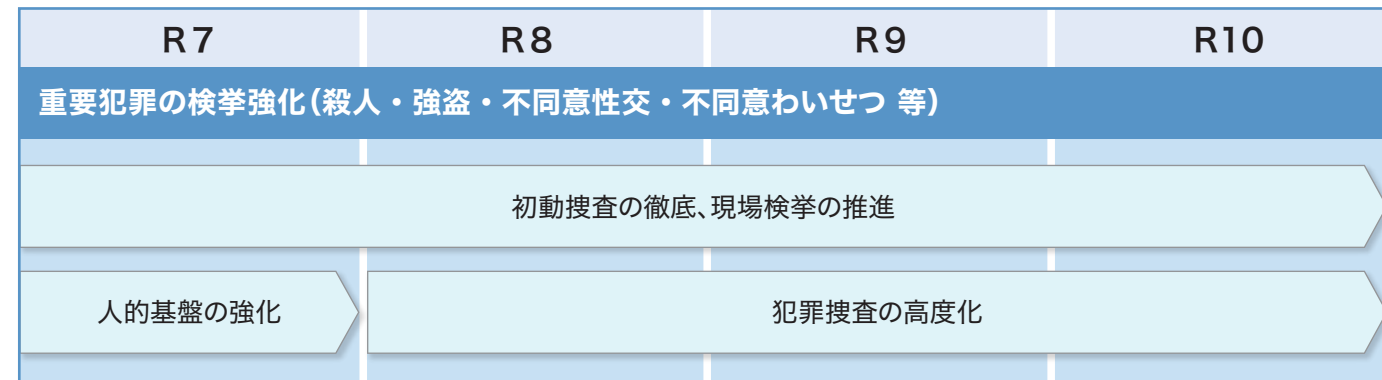 R7 R8 R9 R10
重要犯罪の検挙強化（殺人・強盗・不同意性交・不同意わいせつ 等）
初動捜査の徹底、現場検挙の推進
人的基盤の強化 犯罪捜査の高度化